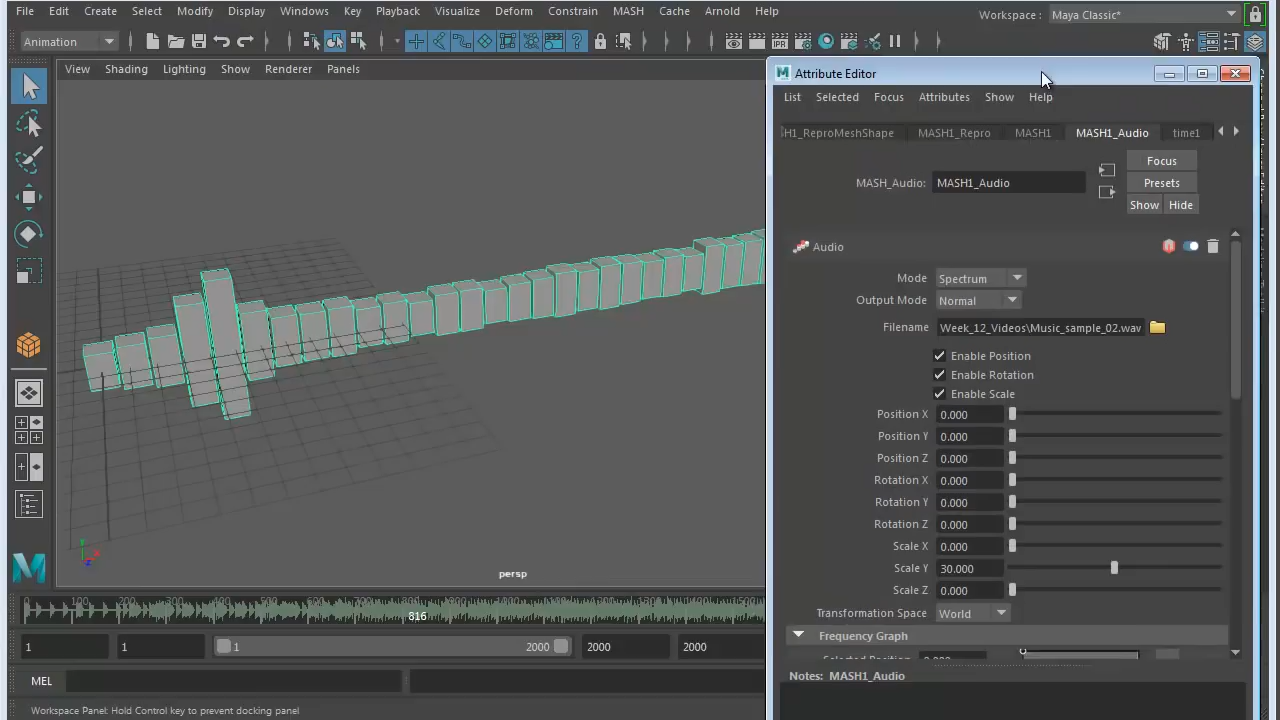 File Edit Create Select Modify Display Windows Key Playback Visualize Deform Constrain MASH Cache Arnold Help
Workspace : Maya Classic*
Animation
IPR
View Shading Lighting Show Renderer Panels
Attribute Editor
List Selected Focus Attributes Show Help
H1_ReproMeshShape MASH1_Repro MASH1 MASH1_Audio time1
MASH_Audio: MASH1_Audio
Focus
Presets
Show Hide
Audio
Mode Spectrum
Output Mode Normal
Filename Week_12_Videos\Music_sample_02.wav
Enable Position
Enable Rotation
Enable Scale
Position X 0.000
Position Y 0.000
Position Z 0.000
Rotation X 0.000
Rotation Y 0.000
Rotation Z 0.000
Scale X 0.000
Scale Y 30.000
Scale Z 0.000
Transformation Space World
Frequency Graph
Notes: MASH1_Audio
persp
816
1 1 1 2000 2000 2000
MEL
Workspace Panel: Hold Control key to prevent docking panel